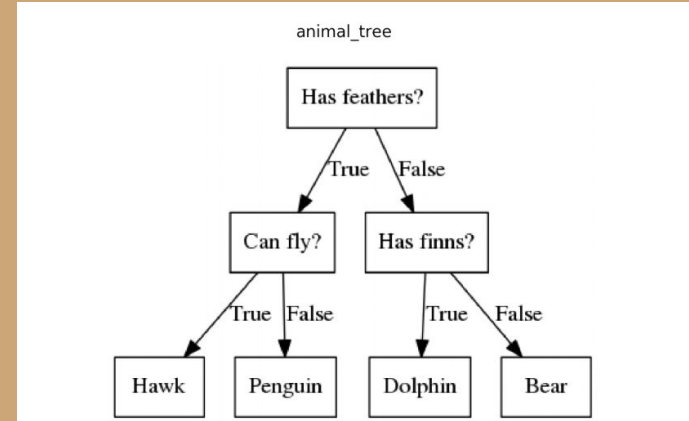 animal_tree
Has feathers?
True
False
Can fly?
Has finns?
True
False
True
False
Hawk
Penguin
Dolphin
Bear